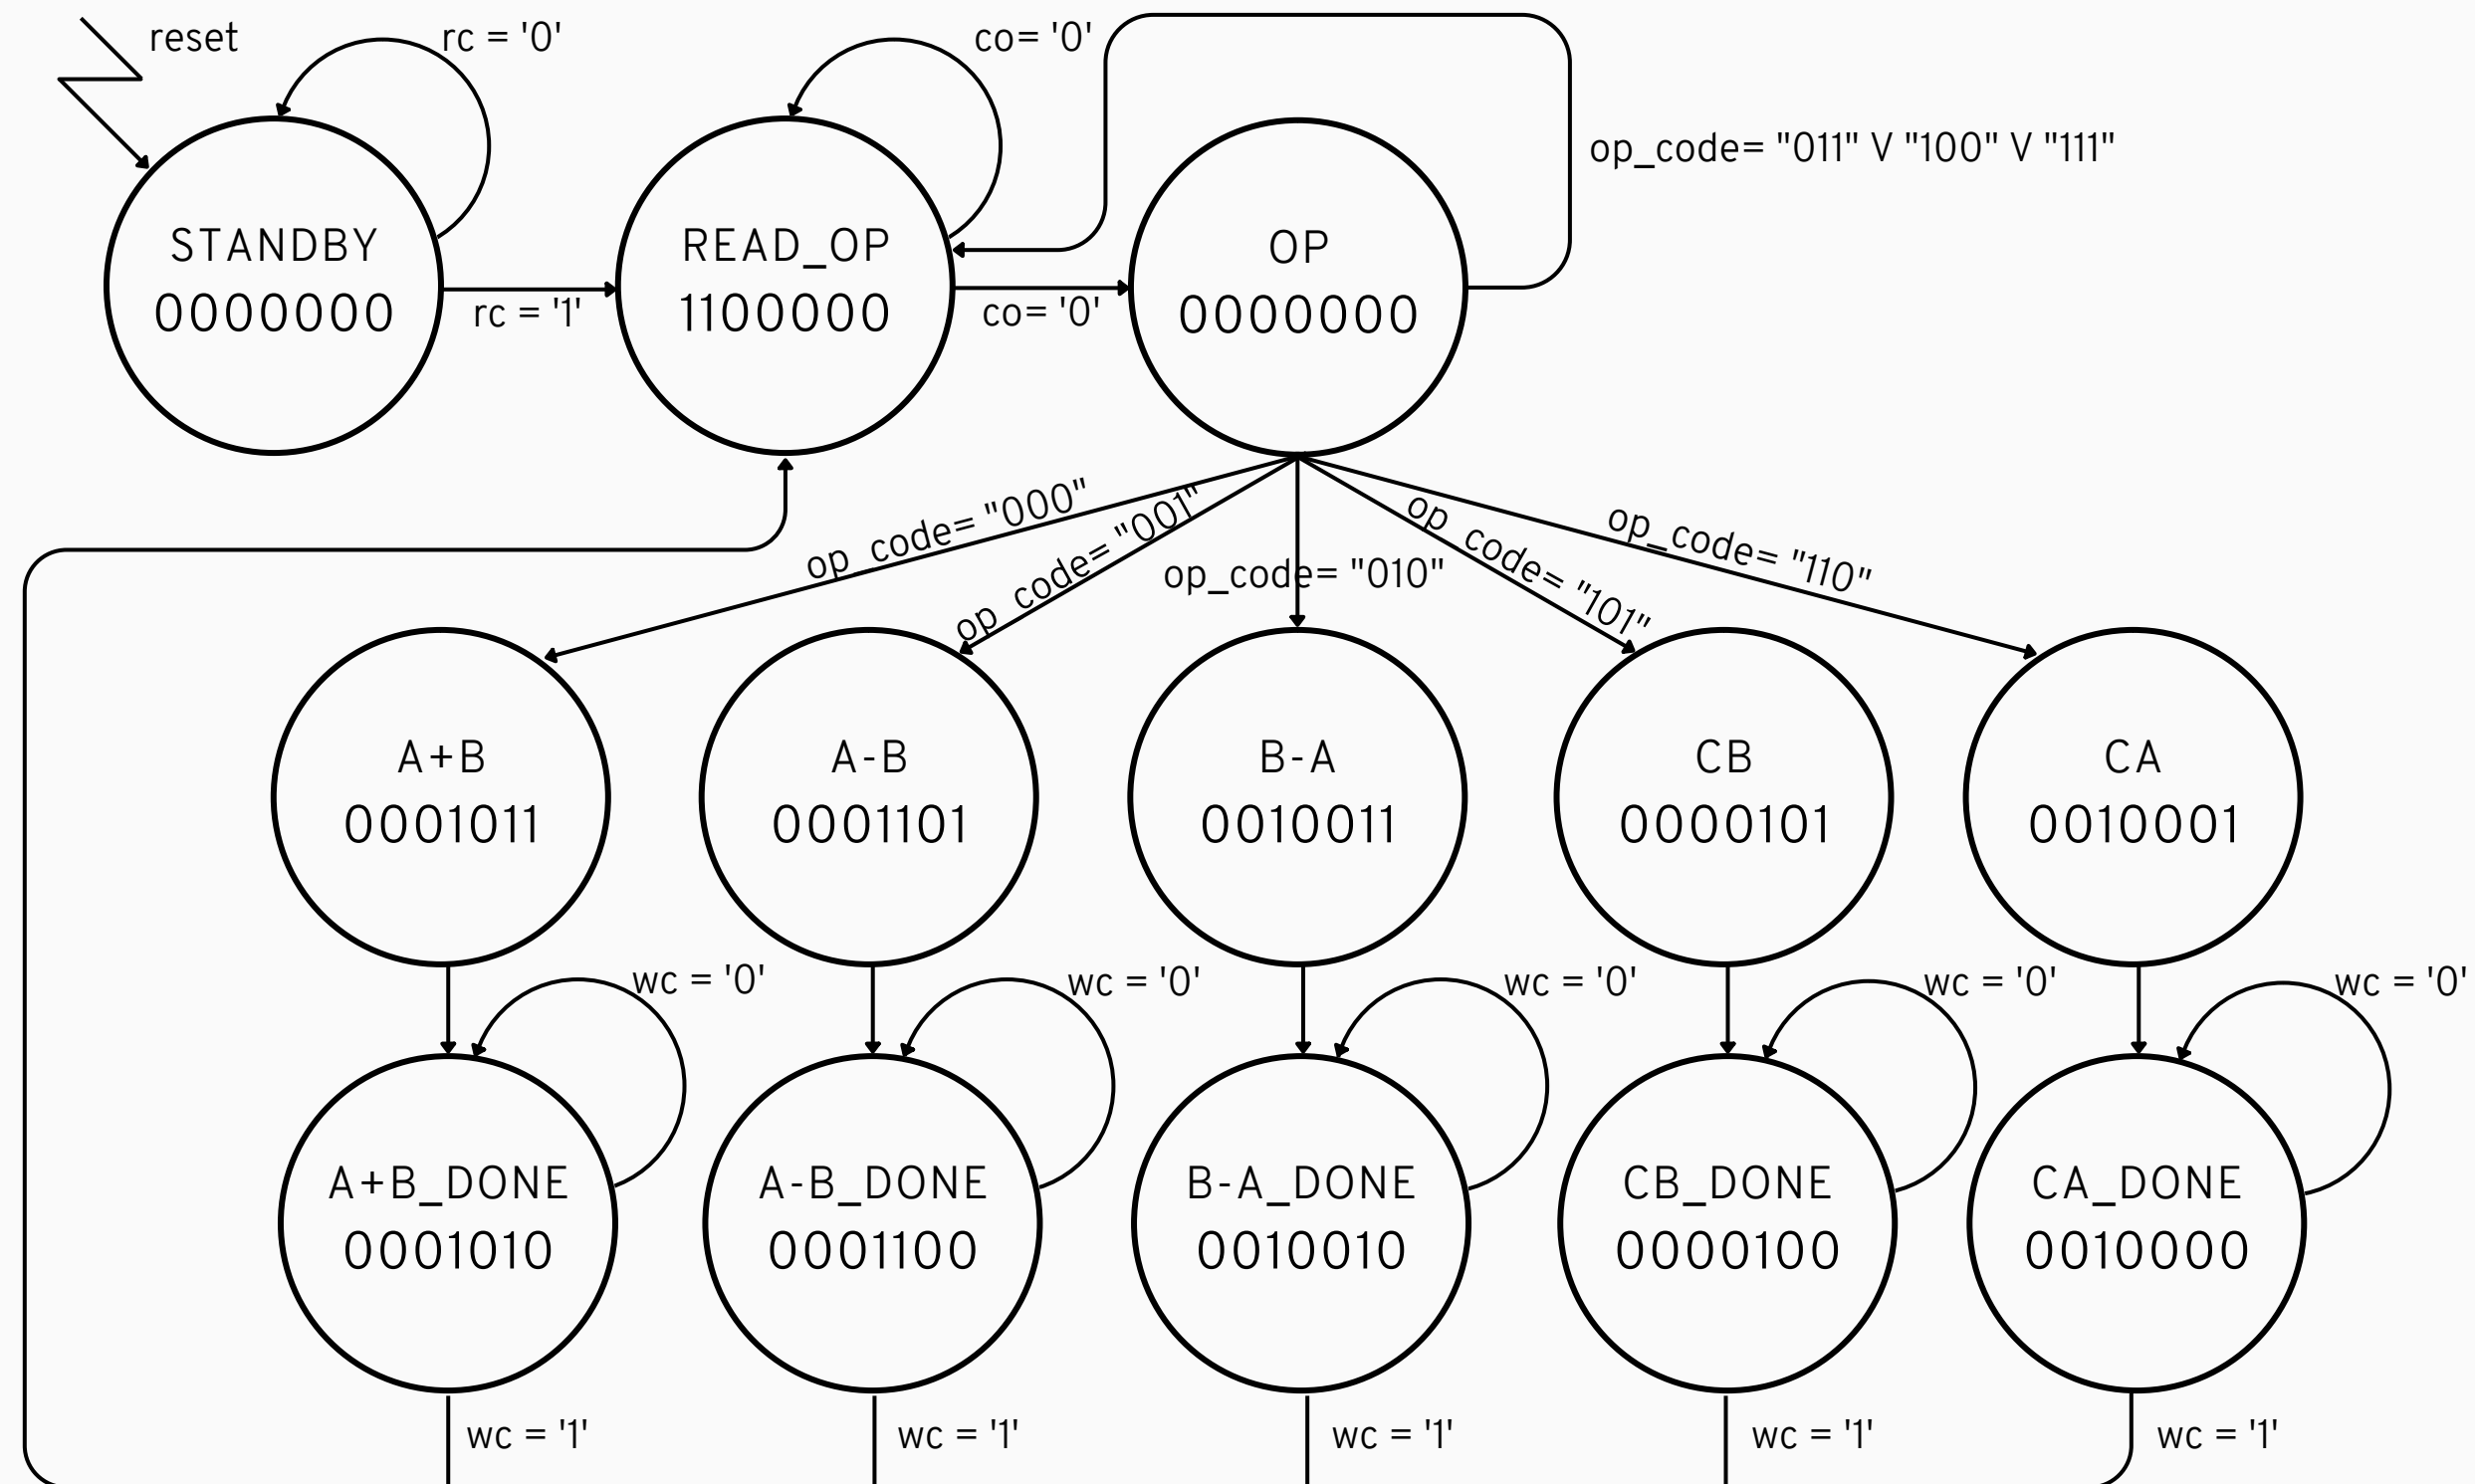 reset
rc = '0'
co= '0'
op_code= "011" V "100" V "111"
STANDBY
0000000
rc = '1'
READ_OP
1100000
co= '0'
OP
0000000
op_code= "000"
op_code= "001"
op_code= "010"
op_code= "101"
op_code= "110"
A+B
0001011
A-B
0001101
B-A
0010011
CB
0000101
CA
0010001
wc = '0'
wc = '0'
wc = '0'
wc = '0'
wc = '0'
A+B_DONE
0001010
A-B_DONE
0001100
B-A_DONE
0010010
CB_DONE
0000100
CA_DONE
0010000
wc = '1'
wc = '1'
wc = '1'
wc = '1'
wc = '1'